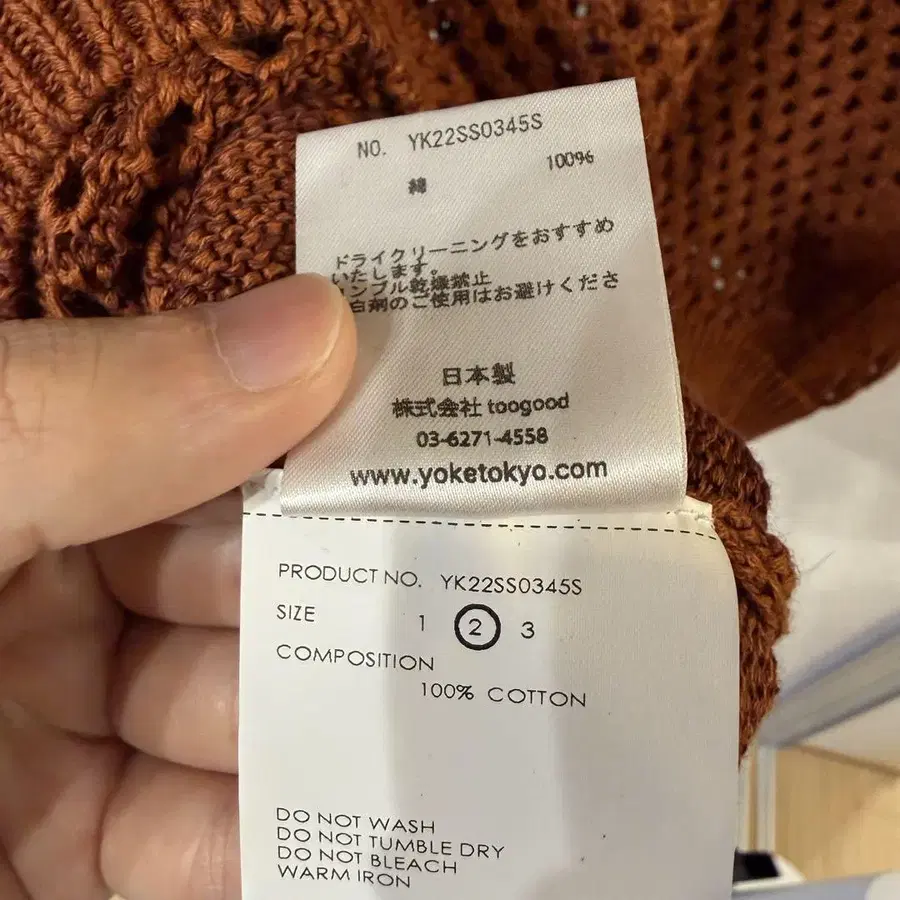 NO. YK22SS0345S
綿 100%
ドライクリーニングをおすすめ
いたします。
ンブル乾燥禁止
白剤のご使用はお避けくださ
日本製
株式会社 toogood
03-6271-4558
www.yoketokyo.com
PRODUCT NO. YK22SS0345S
SIZE 1 2 3
COMPOSITION
100% COTTON
DO NOT WASH
DO NOT TUMBLE DRY
DO NOT BLEACH
WARM IRON